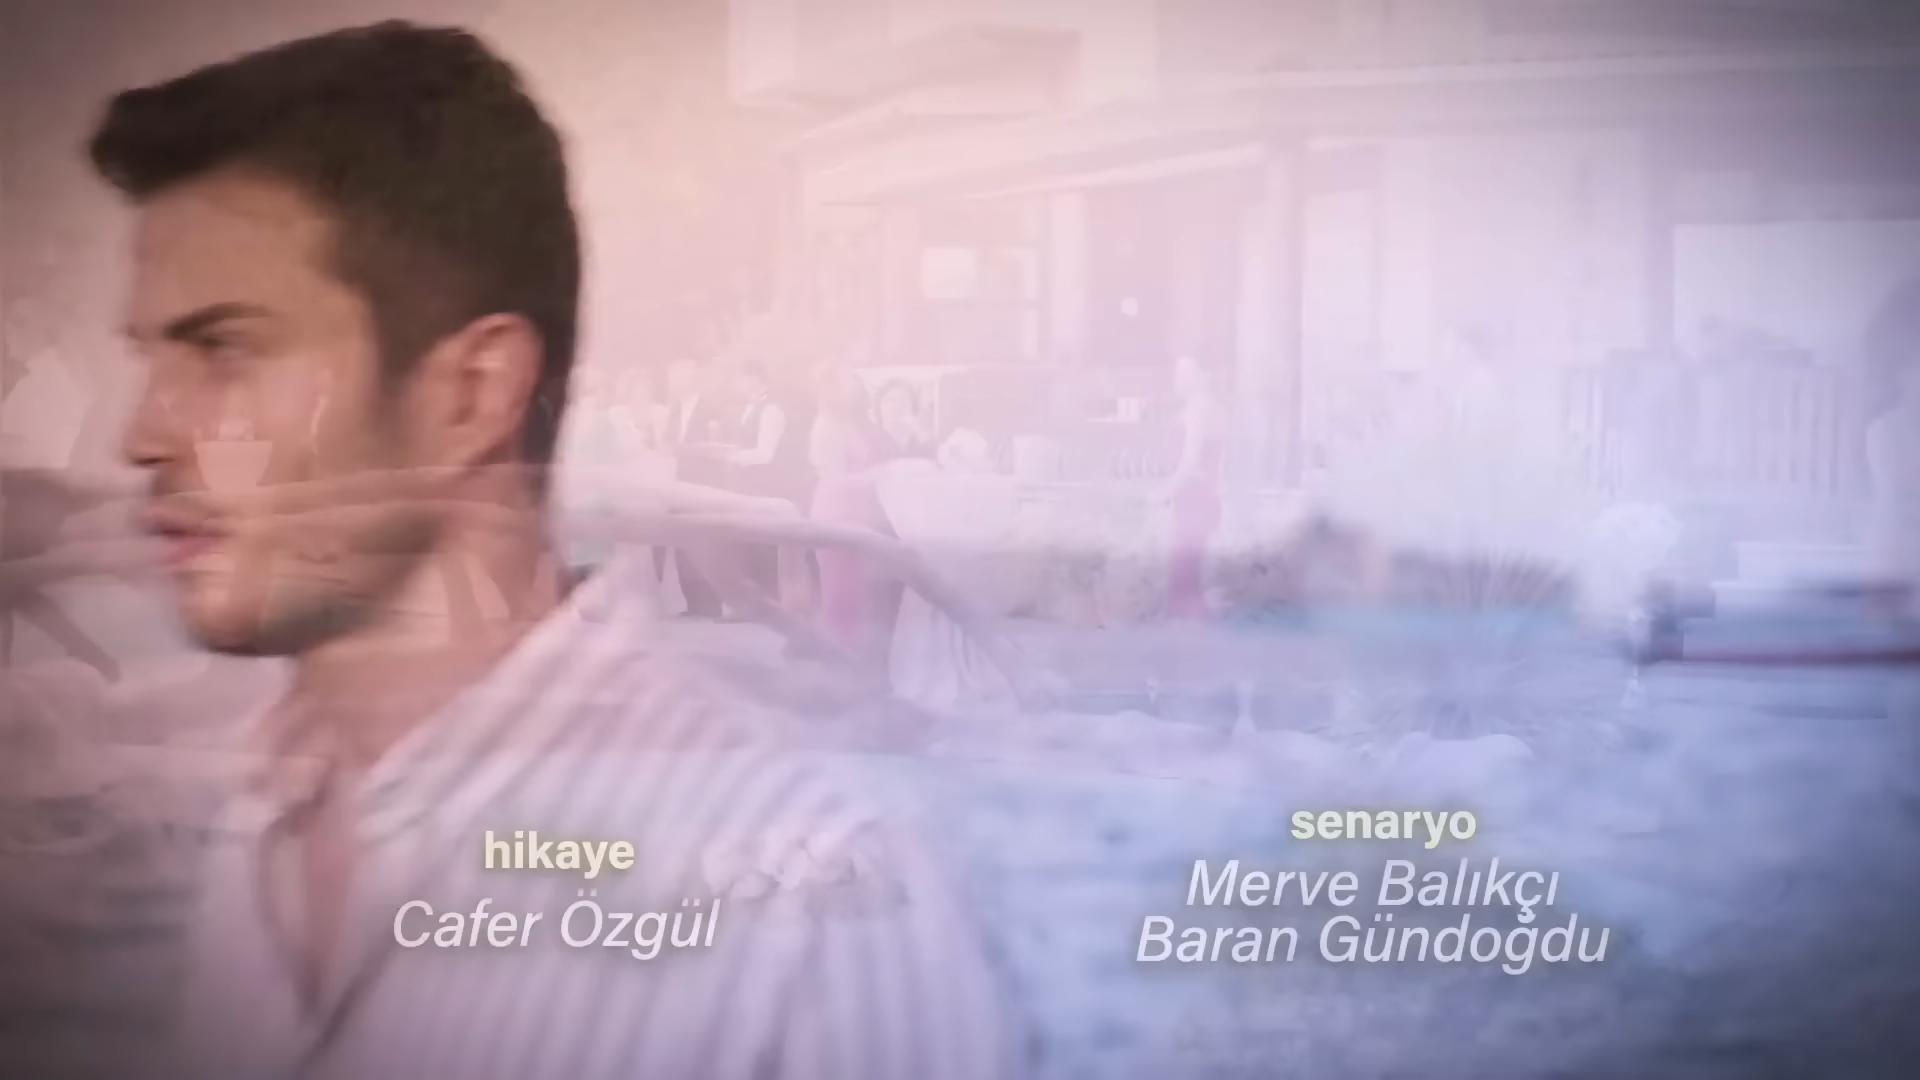 hikaye
Cafer Özgül
senaryo
Merve Balıkçı
Baran Gündoğdu